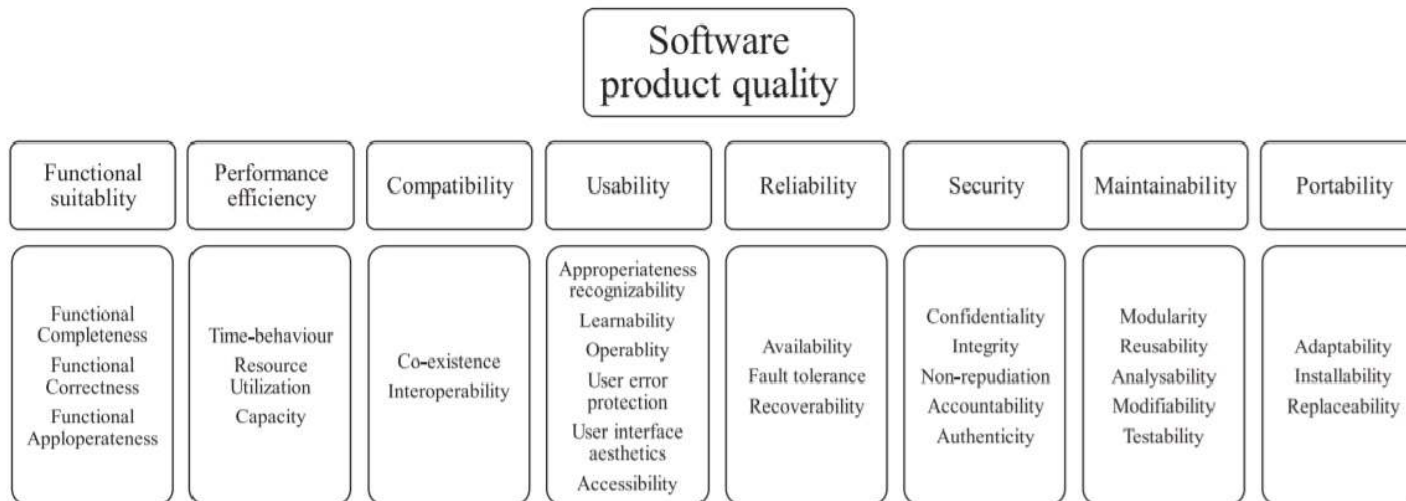 Software
product quality
Functional
suitablity
Performance
efficiency
Compatibility
Usability
Reliability
Security
Maintainability
Portability
Functional
Completeness
Functional
Correctness
Functional
Apploperateness
Time-behaviour
Resource
Utilization
Capacity
Co-existence
Interoperability
Approperiateness
recognizability
Learnability
Operablity
User error
protection
User interface
aesthetics
Accessibility
Availability
Fault tolerance
Recoverability
Confidentiality
Integrity
Non-repudiation
Accountability
Authenticity
Modularity
Reusability
Analysability
Modifiability
Testability
Adaptability
Installability
Replaceability